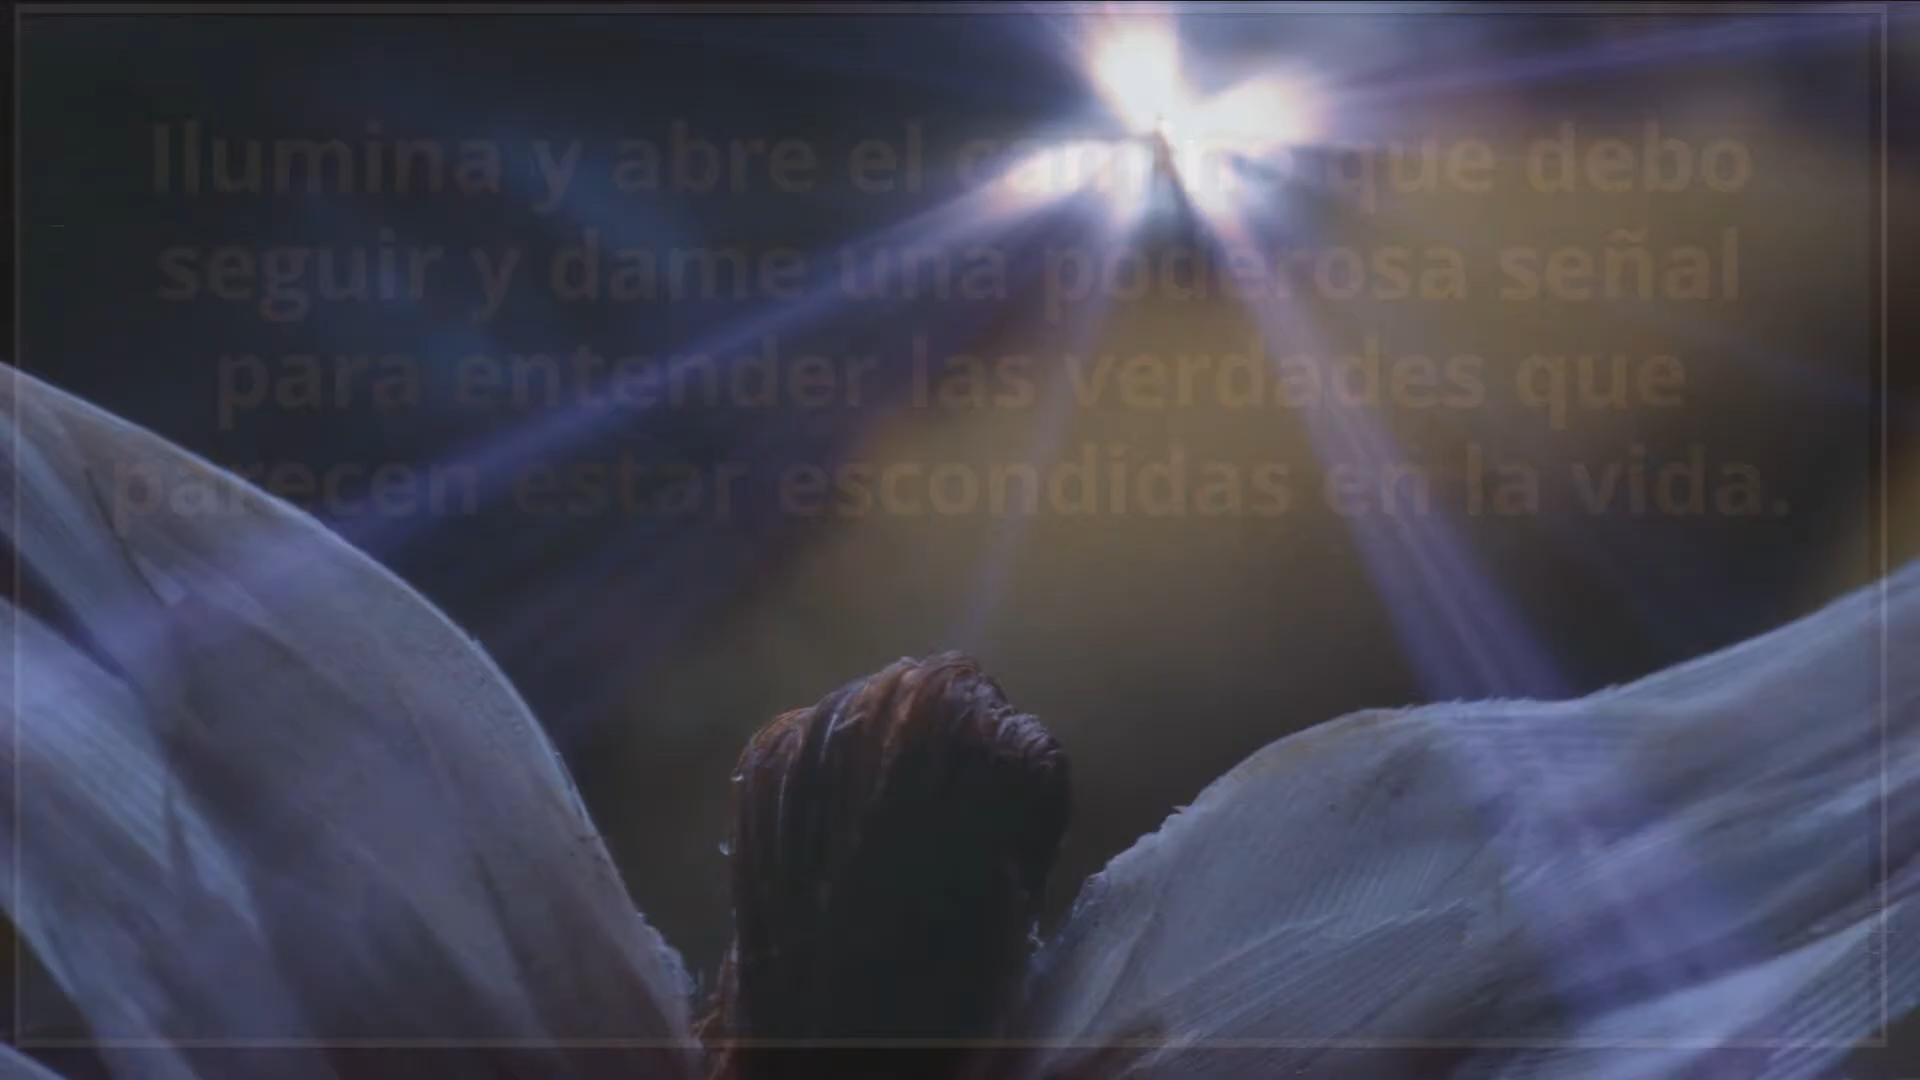 Ilumina y abre el camino que debo
seguir y dame una poderosa señal
para entender las verdades que
parecen estar escondidas en la vida.